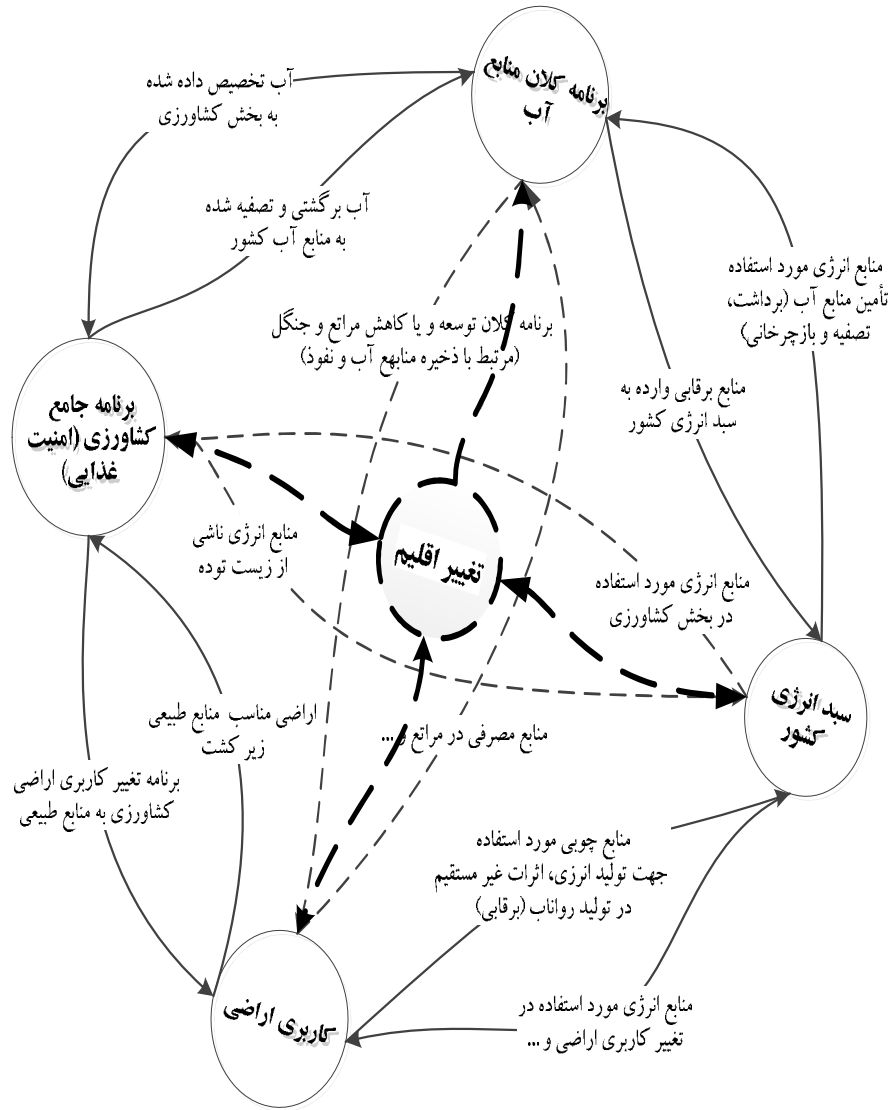 برنامه کلان منابع
آب
آب تخصیص داده شده
به بخش کشاورزی
آب برگشتی و تصفیه شده
به منابع آب کشور
منابع انرژی مورد استفاده
تأمین منابع آب (برداشت،
تصفیه و بازچرخانی)
برنامه کلان توسعه و یا کاهش مراتع و جنگل
(مرتبط با ذخیره منابهع آب و نفوذ)
منابع برقابی وارده به
سبد انرژی کشور
برنامه جامع
کشاورزی (امنیت
غذایی)
منابع انرژی ناشی
از زیست توده
تغییر اقلیم
منابع انرژی مورد استفاده
در بخش کشاورزی
سبد انرژی
کشور
اراضی مناسب منابع طبیعی
زیر کشت
منابع مصرفی در مراتع و...
برنامه تغییر کاربری اراضی
کشاورزی به منابع طبیعی
منابع چوبی مورد استفاده
جهت تولید انرزی، اثرات غیر مستقیم
در تولید رواناب (برقابی)
کاربری اراضی
منابع انرژی مورد استفاده در
تغییر کاربری اراضی و ...